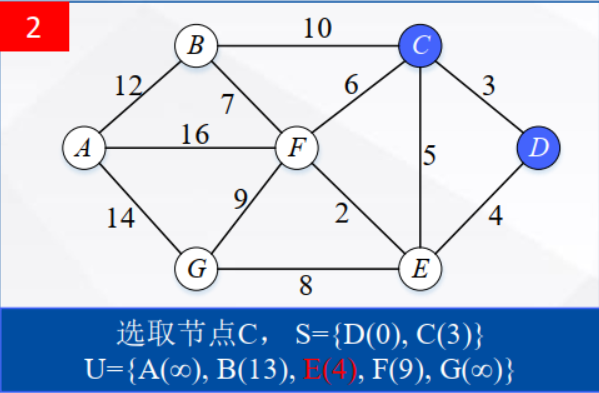 2
B
10
C
12
7
6
3
A
16
F
5
D
14
9
2
4
G
8
E
选取节点C， S={D(0), C(3)}
U={A(∞), B(13), E(4), F(9), G(∞)}